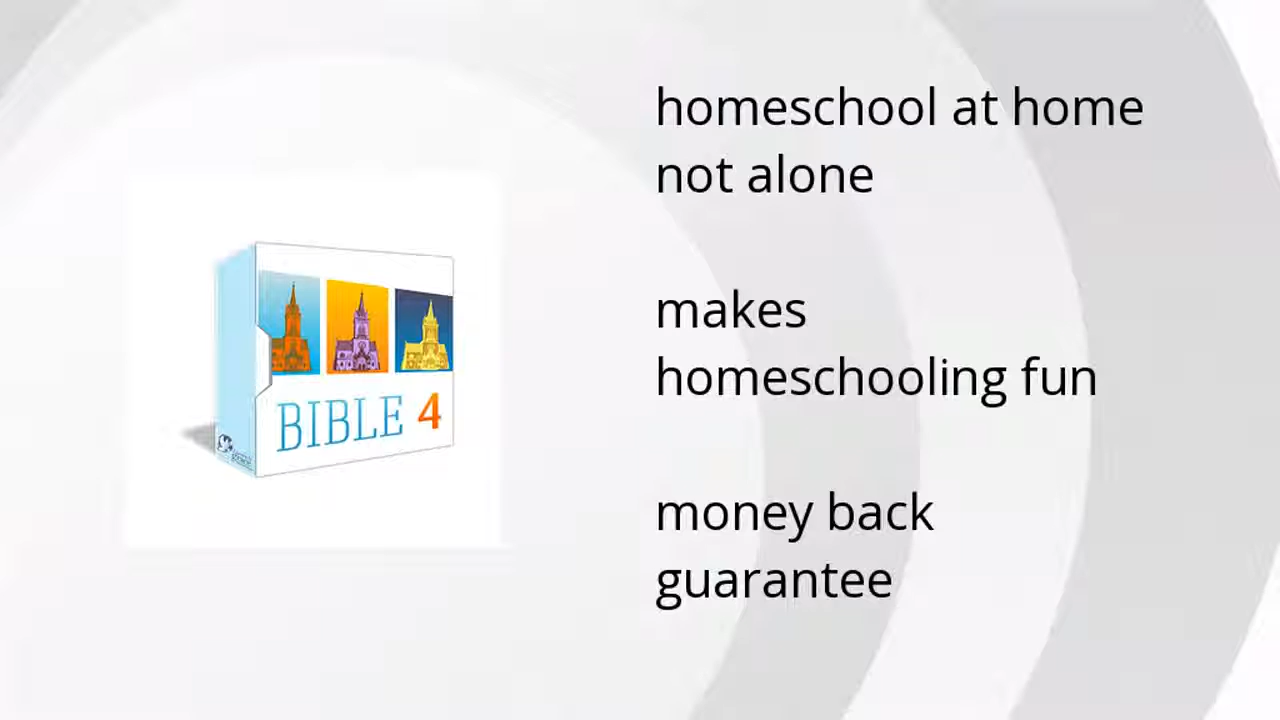 homeschool at home
not alone
makes
homeschooling fun
money back
guarantee
BIBLE 4